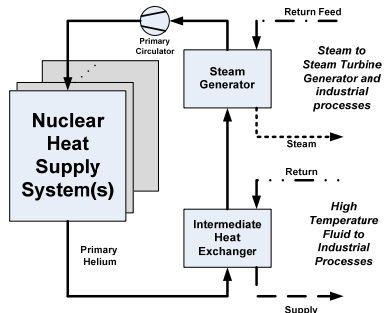 Return Feed
Primary
Circulator
Steam
Generator
Steam to
Steam Turbine
Generator and
industrial
processes
Steam
Nuclear
Heat
Supply
System(s)
Return
Intermediate
Heat
Exchanger
High
Temperature
Fluid to
Industrial
Processes
Primary
Helium
Supply